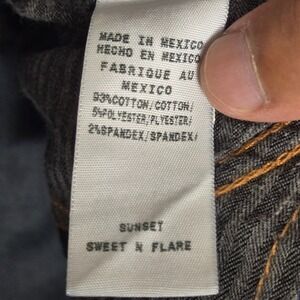 MADE IN MEXICO
HECHO EN MEXICO
FABRIQUE AU
MEXICO
93%COTTON/COTTON/
5%POLYESTER/PLYESTER/
2%SPANDEX/SPANDEX/
SUNSET
SWEET N FLARE